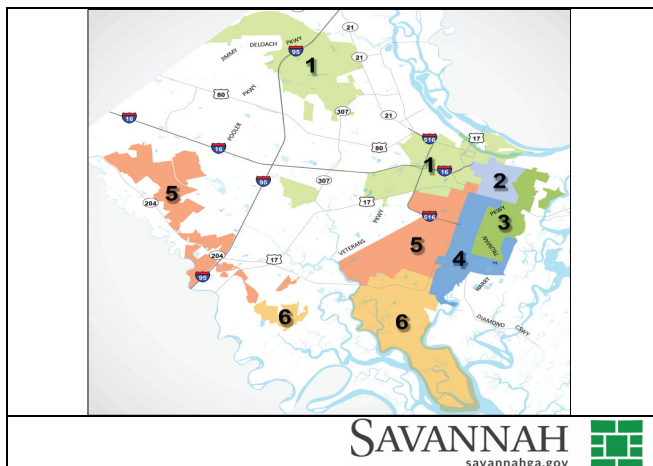 21
JIMMY DELOACH PKWY
95
1
21
80
PKWY
307
21
POOLER
16
516
17
80
16
1
16
5
95
307
2
17
PKWY
3
204
516
PKWY
TRUMAN
VETERANS
5
4
204
17
HARRY
S
95
6
6
DIAMOND CSWY
SAVANNAH
savannahga.gov